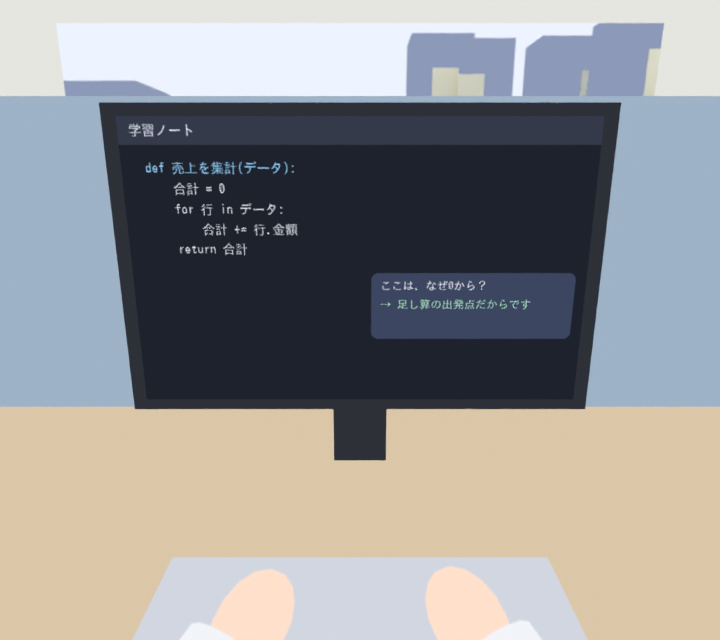 学習ノート
def 売上を集計(データ):
合計 = 0
for 行 in データ:
合計 += 行.金額
return 合計
ここは、なぜ0から？
→ 足し算の出発点だからです